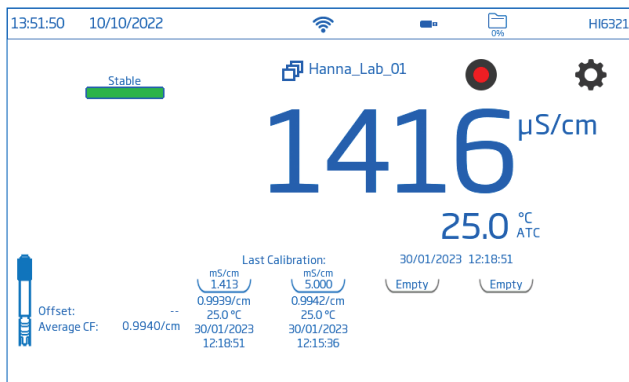 13:51:50 10/10/2022 0% HI6321
Stable
Hanna_Lab_01
1416 µS/cm
25.0 °C
ATC
Last Calibration: 30/01/2023 12:18:51
mS/cm mS/cm
1.413 5.000 Empty Empty
0.9939/cm 0.9942/cm
25.0 °C 25.0 °C
Offset: --
Average CF: 0.9940/cm
30/01/2023 30/01/2023
12:18:51 12:15:36